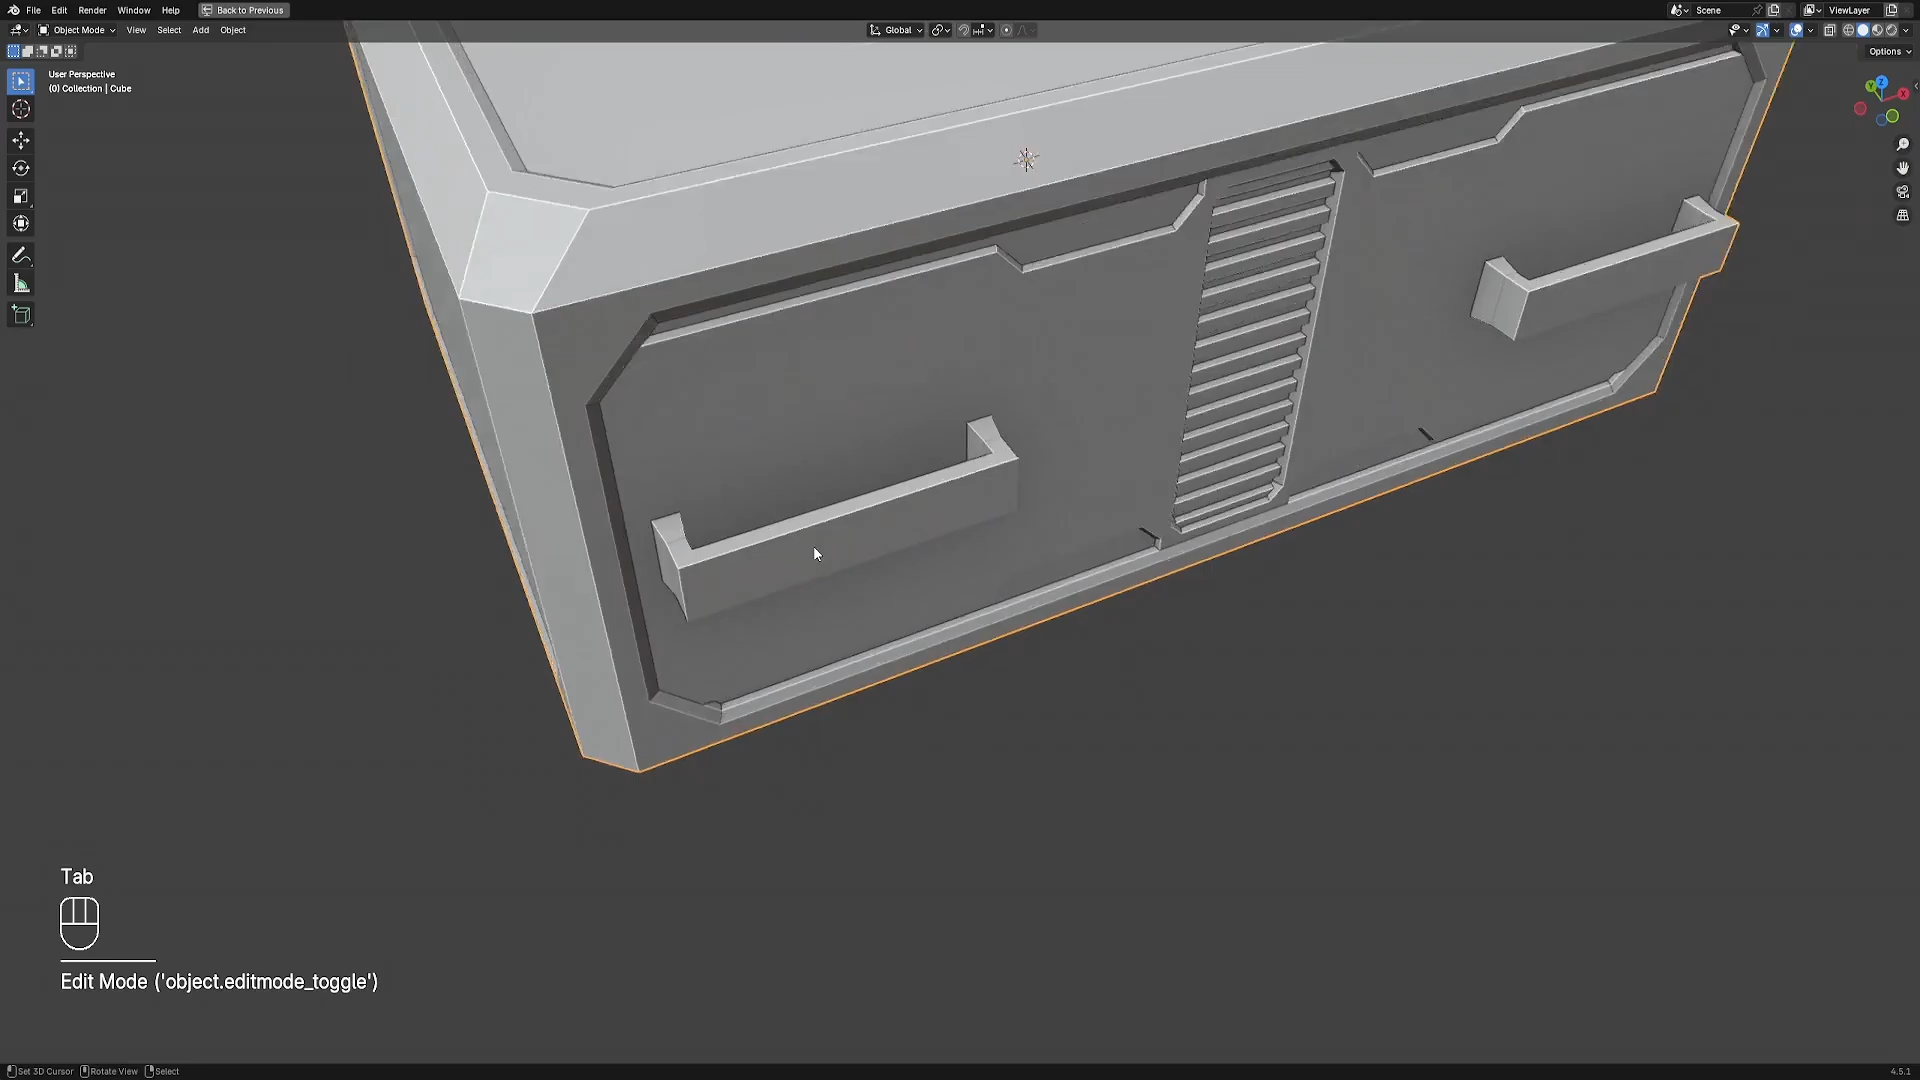 File Edit Render Window Help Back to Previous Scene ViewLayer
Object Mode View Select Add Object Global
Options
User Perspective
(0) Collection | Cube
Z
Y
X
Tab
Edit Mode ('object.editmode_toggle')
Set 3D Cursor Rotate View Select 4.5.1